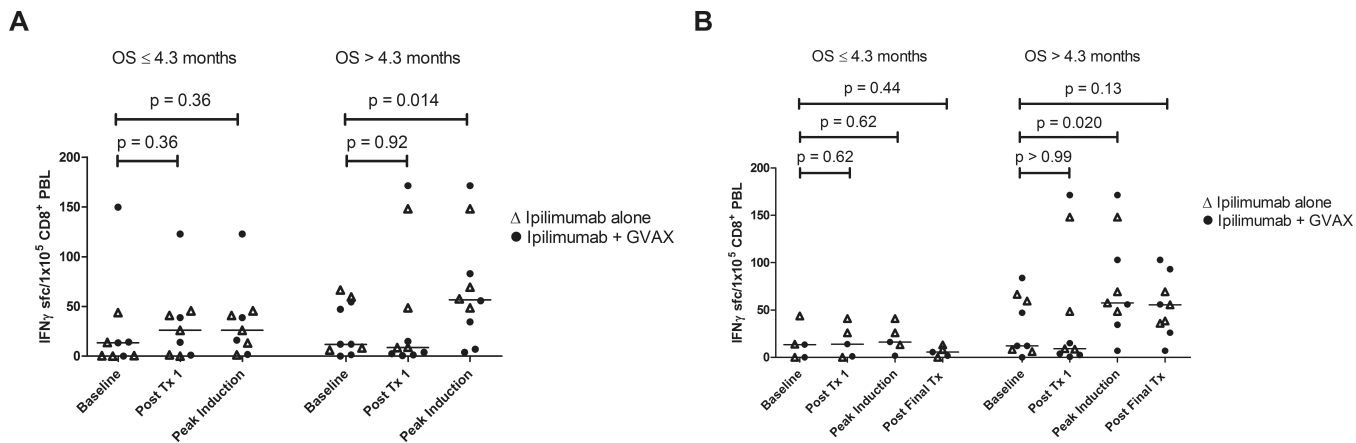 A
OS ≤ 4.3 months
OS > 4.3 months
p = 0.36
p = 0.014
p = 0.36
p = 0.92
IFNγ sfc/1x10⁵ CD8⁺ PBL
200
150
100
50
0
Baseline
Post Tx 1
Peak Induction
Baseline
Post Tx 1
Peak Induction
Δ Ipilimumab alone
● Ipilimumab + GVAX
B
OS ≤ 4.3 months
OS > 4.3 months
p = 0.44
p = 0.13
p = 0.62
p = 0.020
p = 0.62
p > 0.99
IFNγ sfc/1x10⁵ CD8⁺ PBL
200
150
100
50
0
Baseline
Post Tx 1
Peak Induction
Post Final Tx
Baseline
Post Tx 1
Peak Induction
Post Final Tx
Δ Ipilimumab alone
● Ipilimumab + GVAX